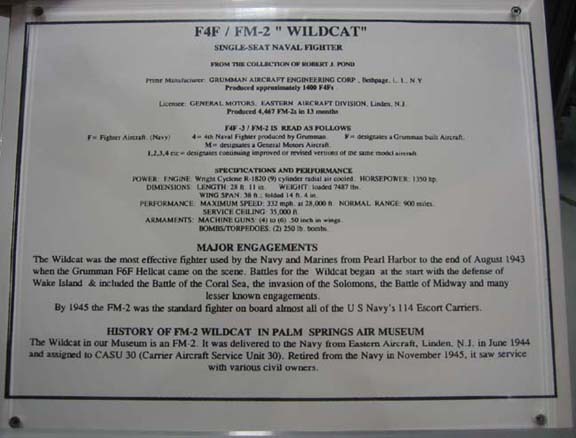 F4F / FM-2 " WILDCAT"
SINGLE-SEAT NAVAL FIGHTER
FROM THE COLLECTION OF ROBERT J. POND
Prime Manufacturer: GRUMMAN AIRCRAFT ENGINEERING CORP., Bethpage, L. I., N Y
Produced approximately 1400 F4Fs
Licensee: GENERAL MOTORS, EASTERN AIRCRAFT DIVISION, Linden, N.J.
Produced 4,467 FM-2s in 13 months
F4F -3 / FM-2 IS READ AS FOLLOWS
F= Fighter Aircraft. (Navy) 4 = 4th Naval Fighter produced by Grumman. F= designates a Grumman built Aircraft.
M= designates a General Motors Aircraft.
1,2,3,4 etc = designates continuing improved or revised versions of the same model aircraft
SPECIFICATIONS AND PERFORMANCE
POWER: ENGINE: Wright Cyclone R-1820 (9) cylinder radial air cooled. HORSEPOWER: 1350 hp.
DIMENSIONS: LENGTH: 28 ft. 11 in. WEIGHT: loaded 7487 lbs.
WING SPAN: 38 ft.; folded 14 ft. 4 in.
PERFORMANCE: MAXIMUM SPEED: 332 mph. at 28,000 ft. NORMAL RANGE: 900 miles.
SERVICE CEILING: 35,000 ft.
ARMAMENTS: MACHINE GUNS: (4) to (6) .50 inch in wings.
BOMBS/TORPEDOES: (2) 250 lb. bombs.
MAJOR ENGAGEMENTS
The Wildcat was the most effective fighter used by the Navy and Marines from Pearl Harbor to the end of August 1943
when the Grumman F6F Hellcat came on the scene. Battles for the Wildcat began at the start with the defense of
Wake Island & included the Battle of the Coral Sea, the invasion of the Solomons, the Battle of Midway and many
lesser known engagements.
By 1945 the FM-2 was the standard fighter on board almost all of the U S Navy's 114 Escort Carriers.
HISTORY OF FM-2 WILDCAT IN PALM SPRINGS AIR MUSEUM
The Wildcat in our Museum is an FM-2. It was delivered to the Navy from Eastern Aircraft, Linden, N.J. in June 1944
and assigned to CASU 30 (Carrier Aircraft Service Unit 30). Retired from the Navy in November 1945, it saw service
with various civil owners.